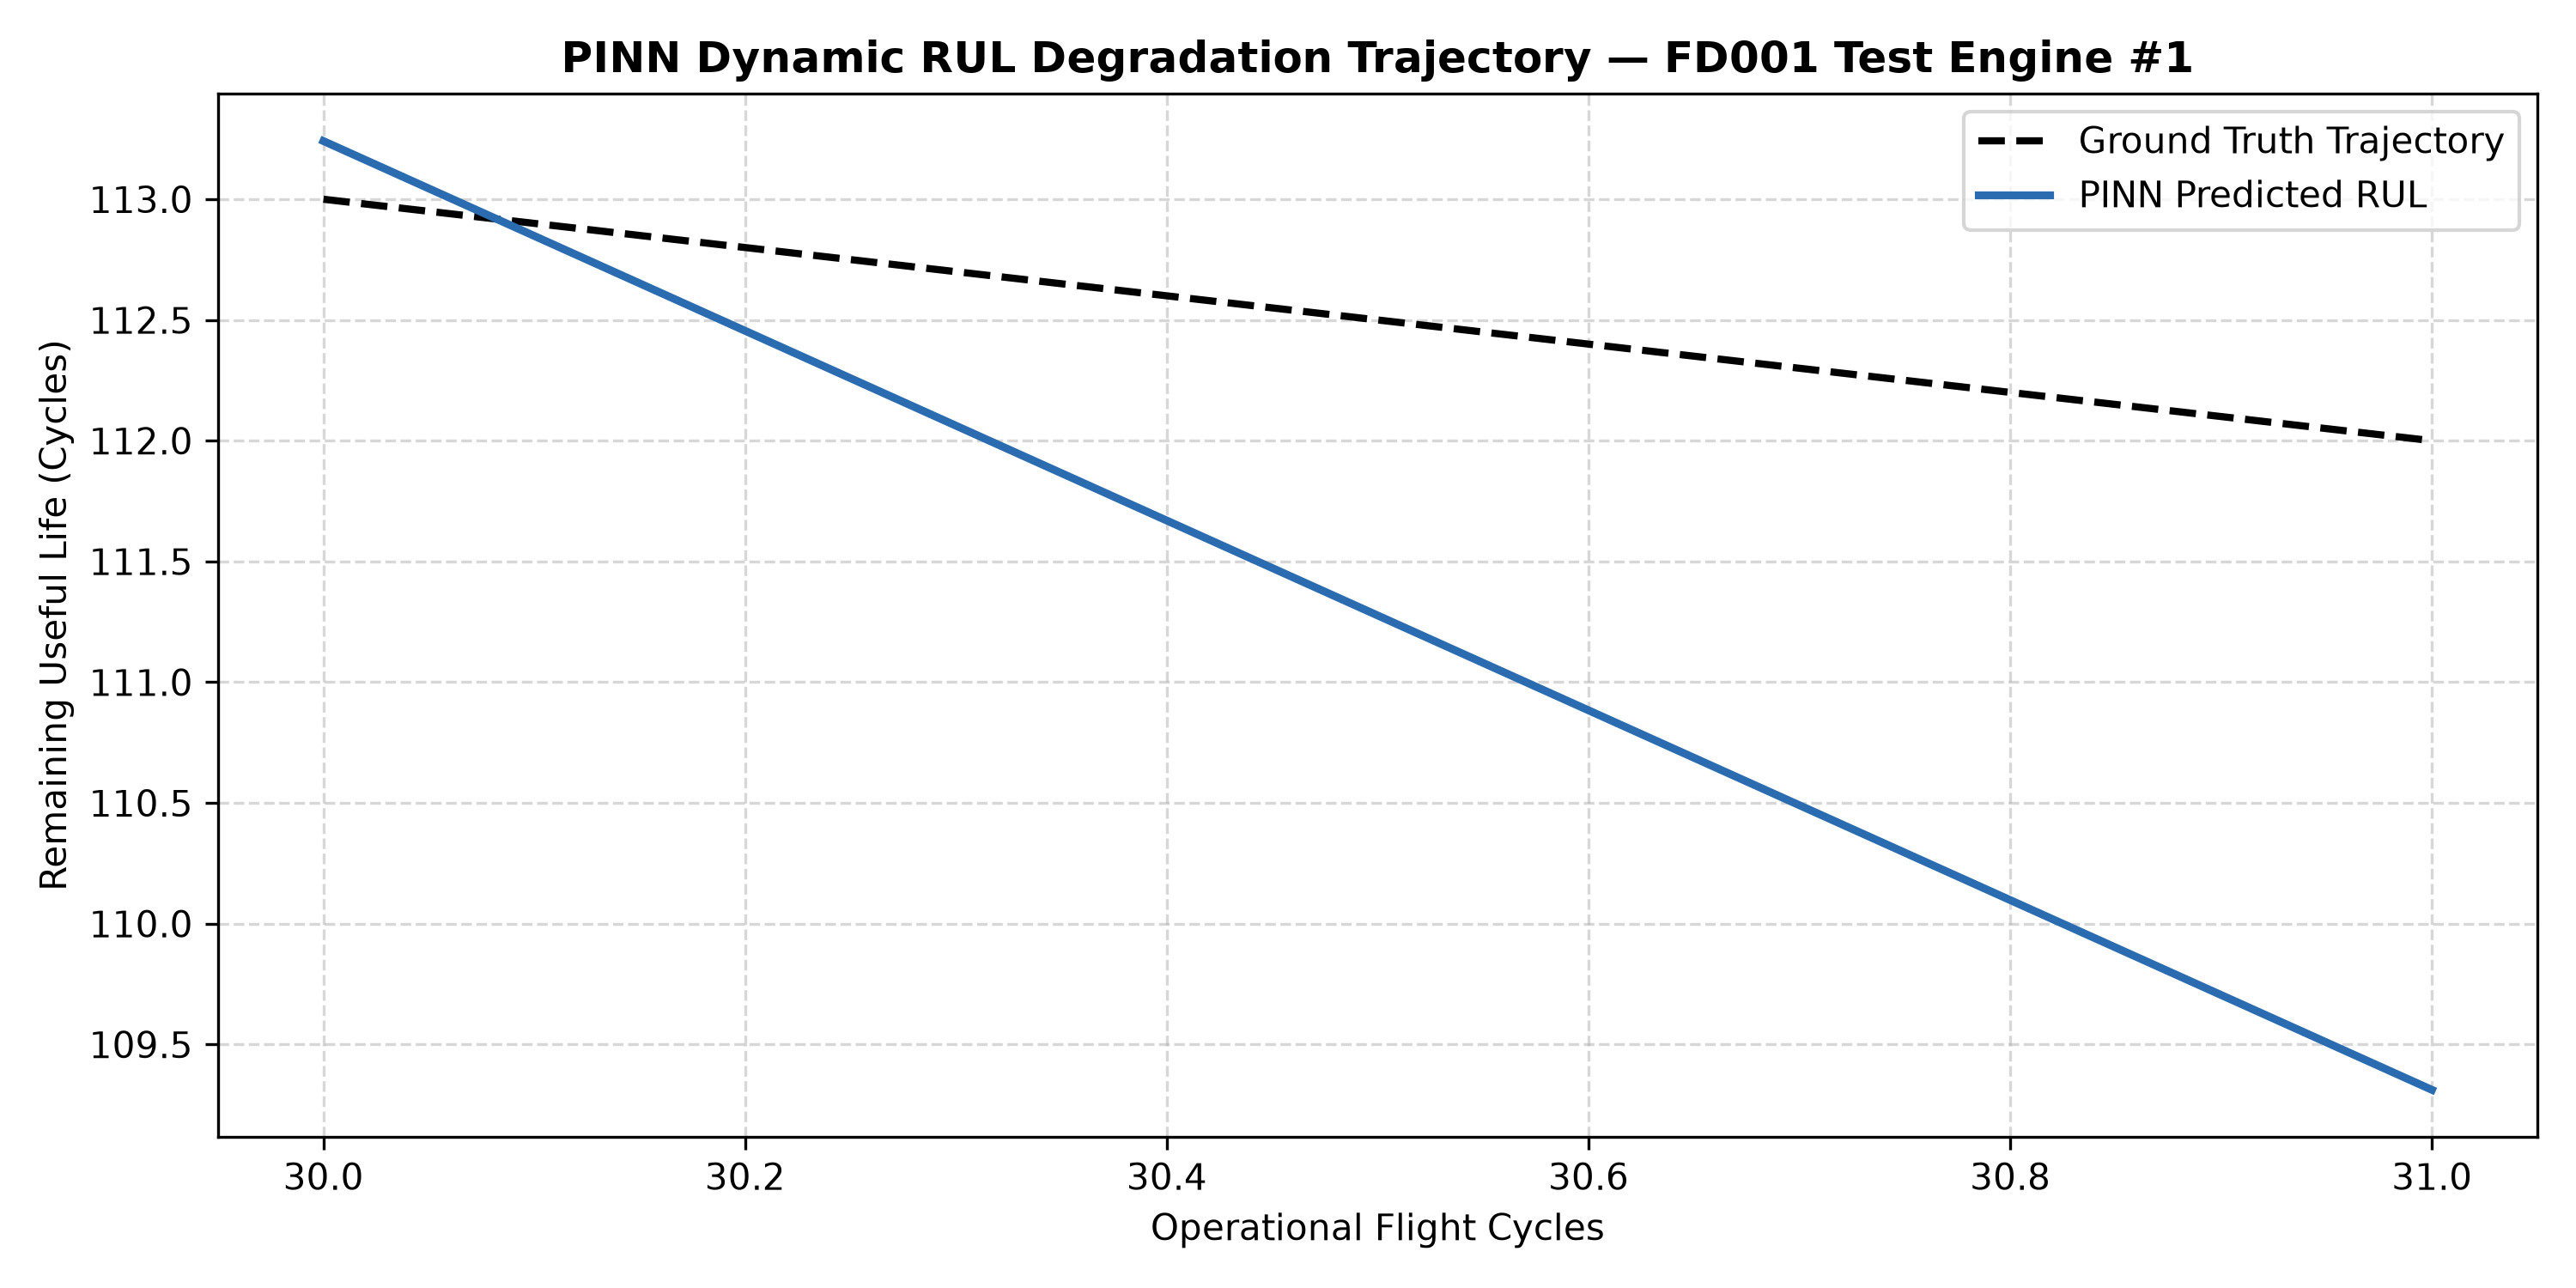 PINN Dynamic RUL Degradation Trajectory — FD001 Test Engine #1
Ground Truth Trajectory
PINN Predicted RUL
Remaining Useful Life (Cycles)
113.0
112.5
112.0
111.5
111.0
110.5
110.0
109.5
30.0 30.2 30.4 30.6 30.8 31.0
Operational Flight Cycles